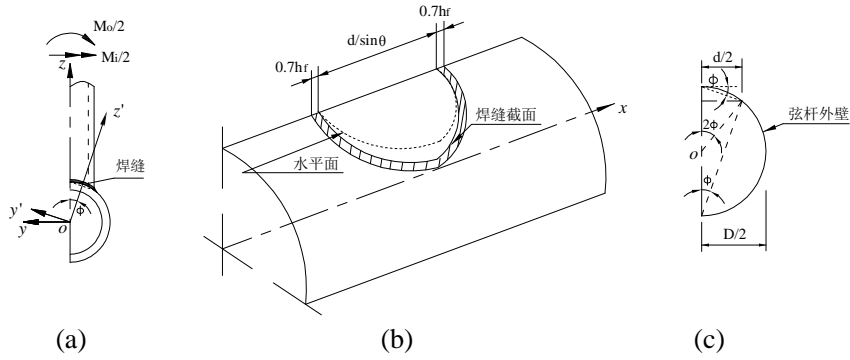 Mo/2
Mi/2
z
z'
焊缝
y'
y
o
Φ
(a)
0.7hf
d/sinθ
0.7hf
x
焊缝截面
水平面
(b)
d/2
Φ
弦杆外壁
2Φ
o
Φ
D/2
(c)